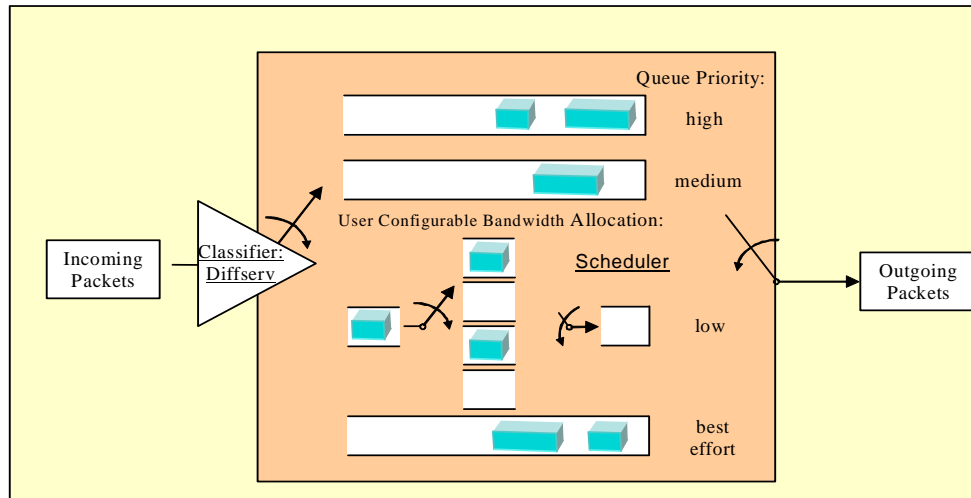 Queue Priority:
high
medium
User Configurable Bandwidth Allocation:
Classifier:
Diffserv
Incoming
Packets
Scheduler
Outgoing
Packets
low
best
effort